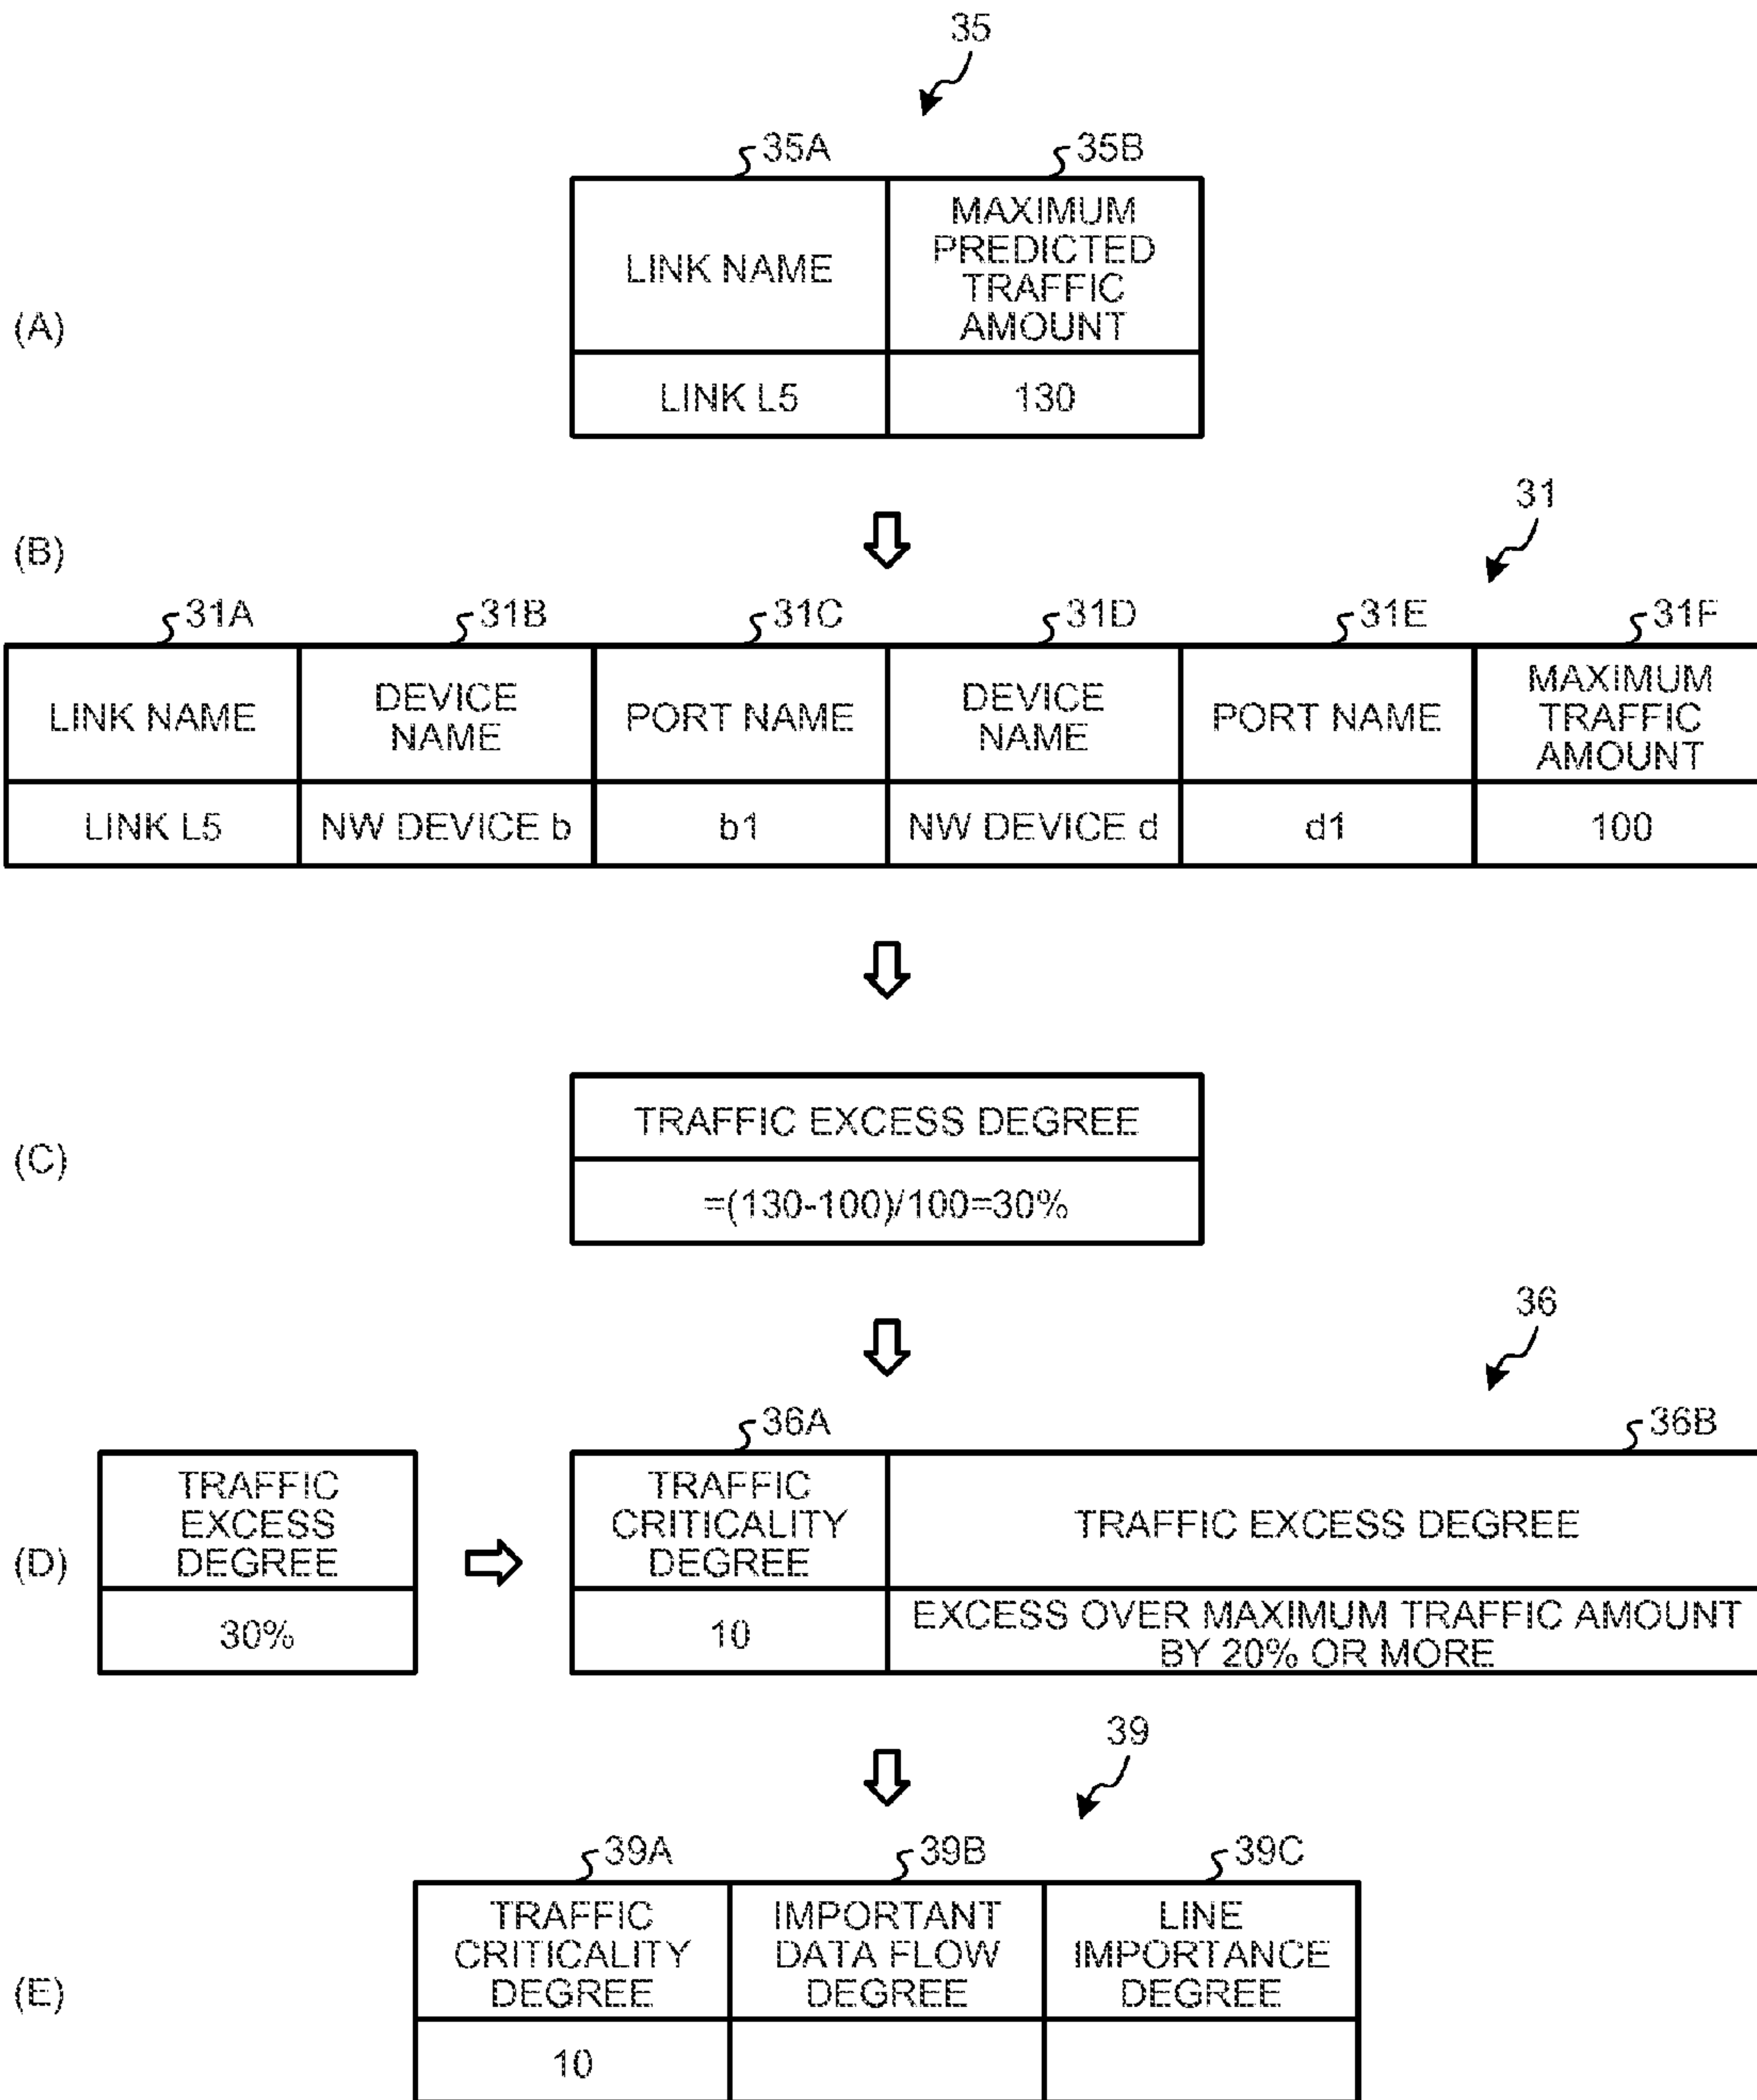 35
35A
35B
LINK NAME
MAXIMUM
PREDICTED
TRAFFIC
AMOUNT
(A)
LINK L5
130
31
(B)
31A
31B
31C
31D
31E
31F
LINK NAME
DEVICE
NAME
PORT NAME
DEVICE
NAME
PORT NAME
MAXIMUM
TRAFFIC
AMOUNT
LINK L5
NW DEVICE b
b1
NW DEVICE d
d1
100
TRAFFIC EXCESS DEGREE
(C)
=(130-100)/100=30%
36
36A
36B
TRAFFIC
EXCESS
DEGREE
TRAFFIC
CRITICALITY
DEGREE
TRAFFIC EXCESS DEGREE
(D)
30%
10
EXCESS OVER MAXIMUM TRAFFIC AMOUNT
BY 20% OR MORE
39
39A
39B
39C
TRAFFIC
CRITICALITY
DEGREE
IMPORTANT
DATA FLOW
DEGREE
LINE
IMPORTANCE
DEGREE
(E)
10